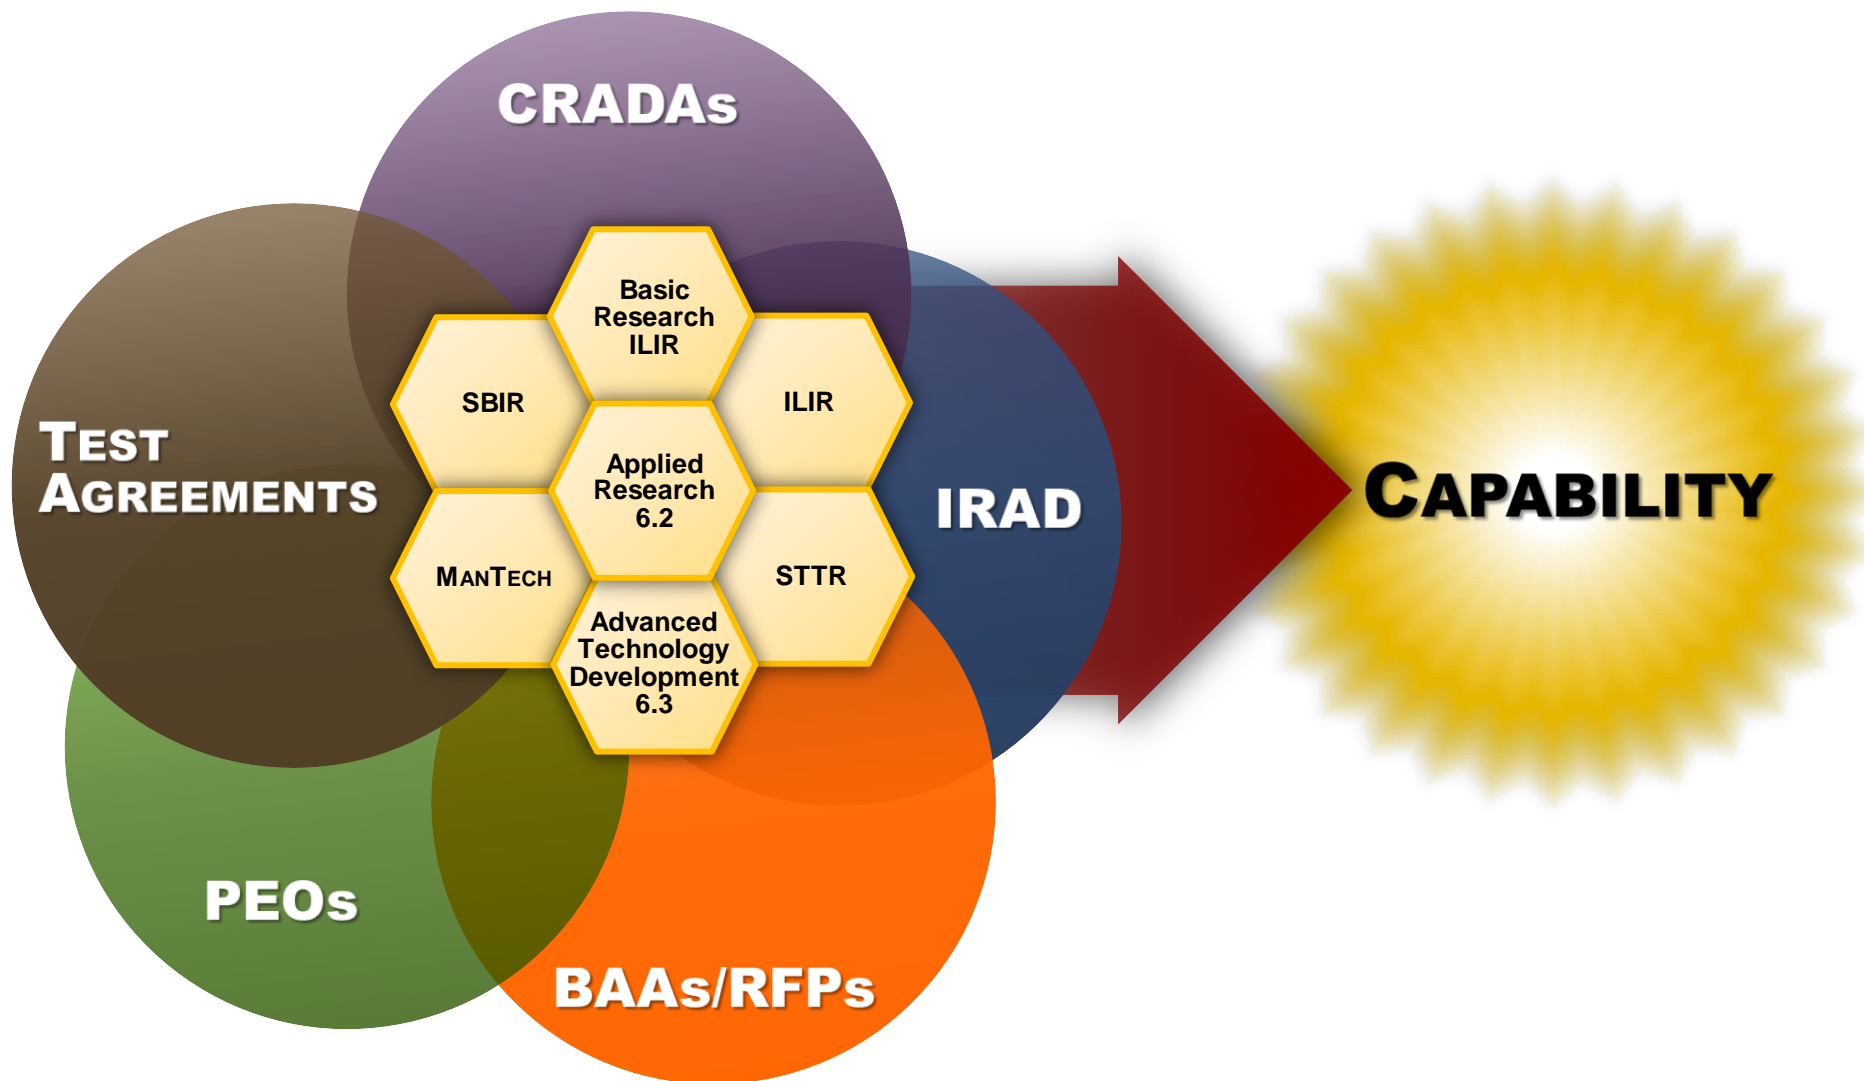 CRADAs
Basic
Research
ILIR
SBIR
ILIR
Test
Agreements
Applied
Research
6.2
IRAD
Capability
ManTech
STTR
Advanced
Technology
Development
6.3
PEOs
BAAs/RFPs